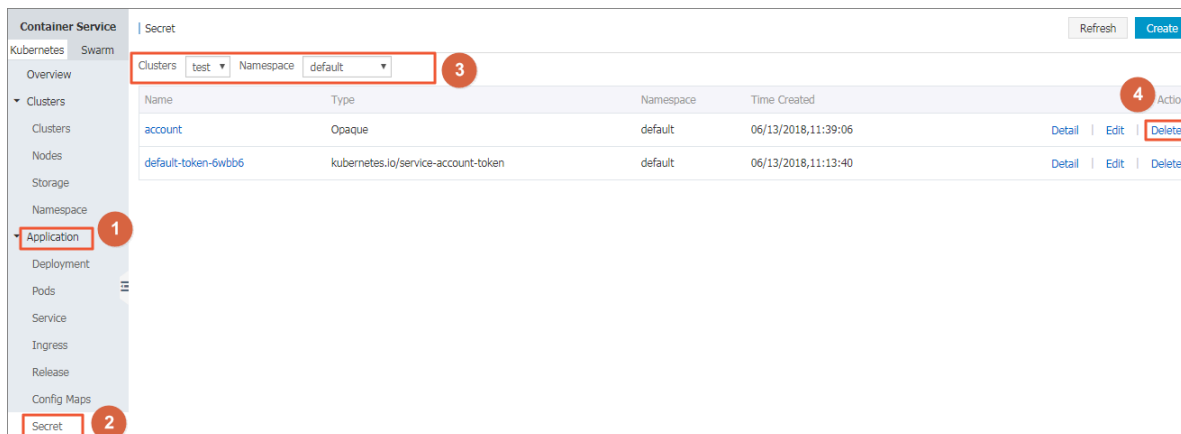 Container Service
Kubernetes Swarm
Overview
Clusters
Clusters
Nodes
Storage
Namespace
Application
1
Deployment
Pods
Service
Ingress
Release
Config Maps
Secret
2
Secret
Refresh Create
Clusters test Namespace default
3
Name Type Namespace Time Created
4
account Opaque default 06/13/2018,11:39:06 Detail | Edit | Delete
default-token-6wbb6 kubernetes.io/service-account-token default 06/13/2018,11:13:40 Detail | Edit | Delete